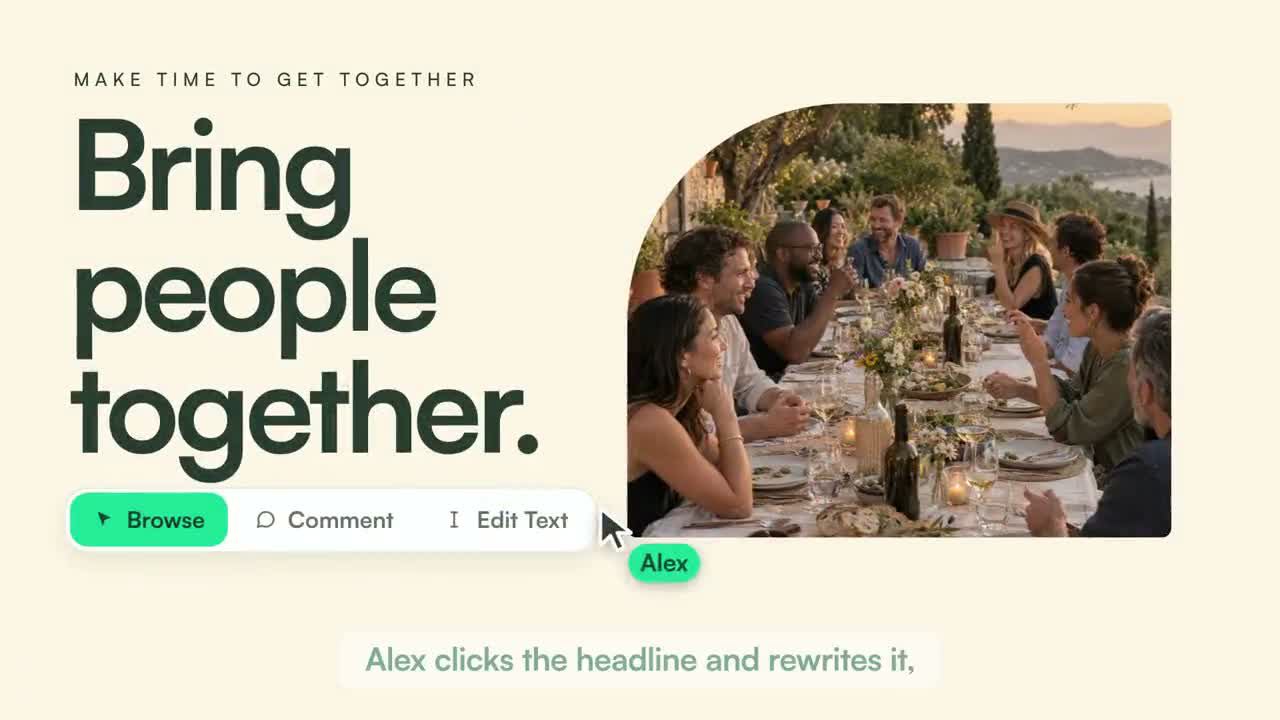 MAKE TIME TO GET TOGETHER
Bring
people
together.
Browse
Comment
Edit Text
Alex
Alex clicks the headline and rewrites it,